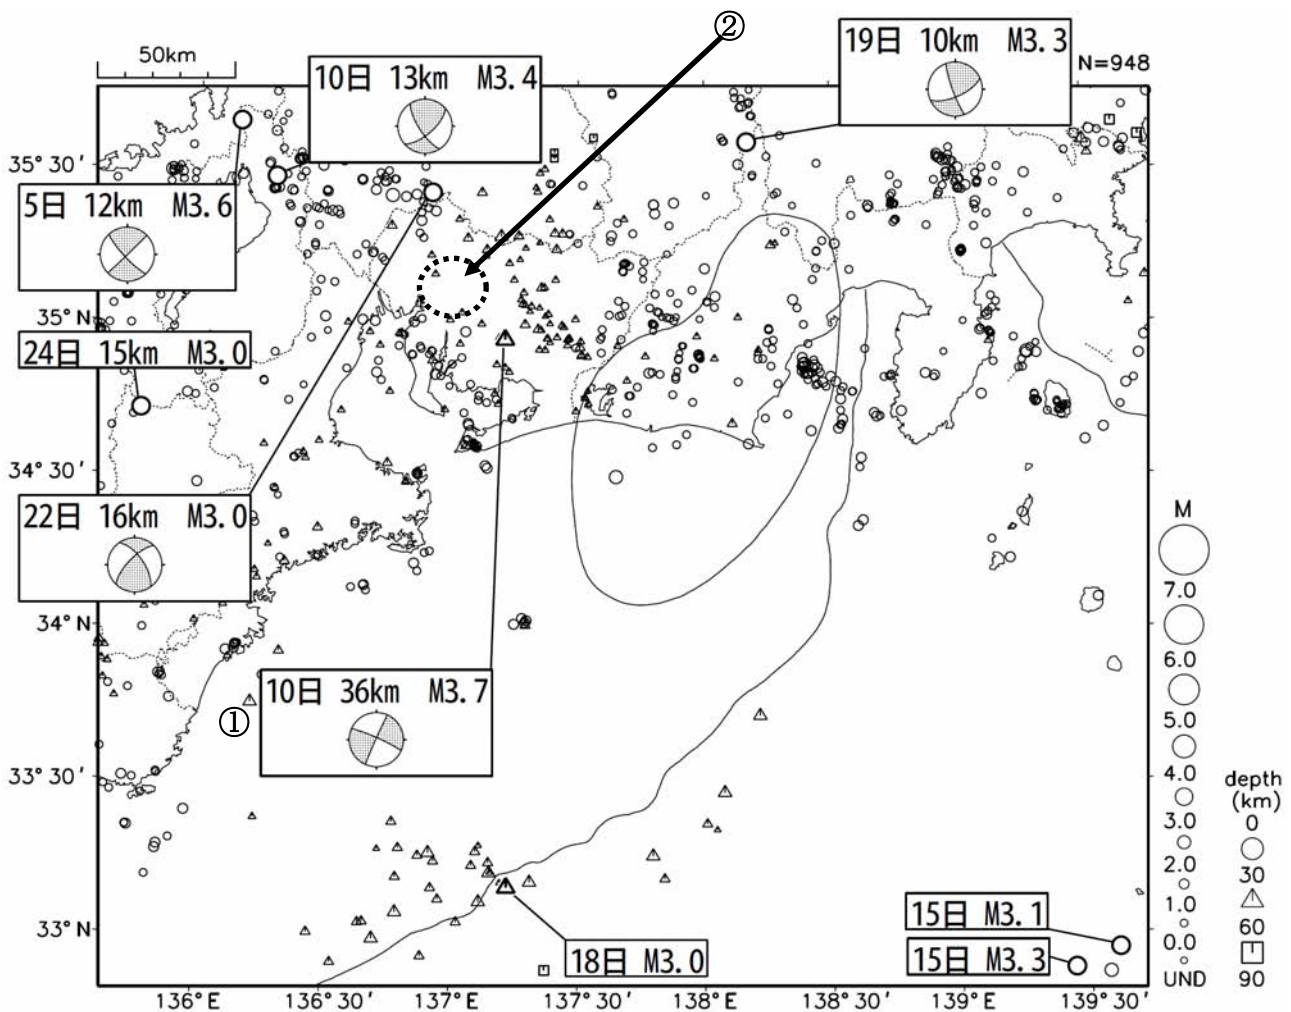 ②
50km
10日 13km M3.4
19日 10km M3.3
N=948
35°30′
5日 12km M3.6
35°N
24日 15km M3.0
34°30′
22日 16km M3.0
34°N
10日 36km M3.7
①
33°30′
33°N
18日 M3.0
15日 M3.1
15日 M3.3
136°E
136°30′
137°E
137°30′
138°E
138°30′
139°E
139°30′
M
7.0
6.0
5.0
4.0
3.0
2.0
1.0
0.0
UND
depth
(km)
0
30
60
90